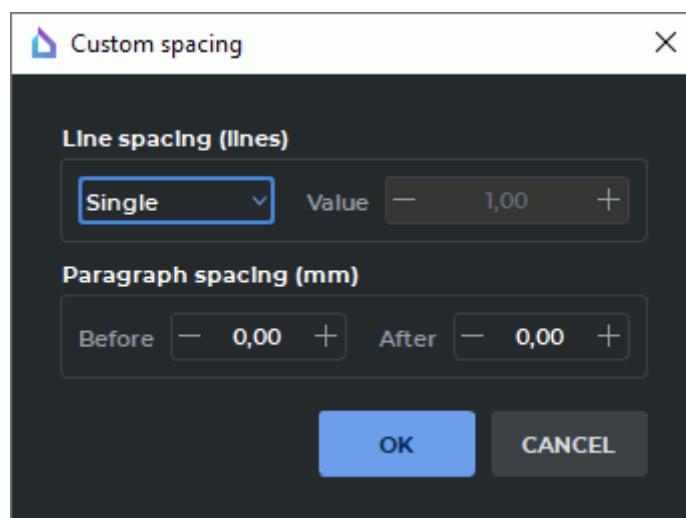 Custom spacing
Line spacing (lines)
Single Value 1,00
Paragraph spacing (mm)
Before 0,00 After 0,00
OK CANCEL